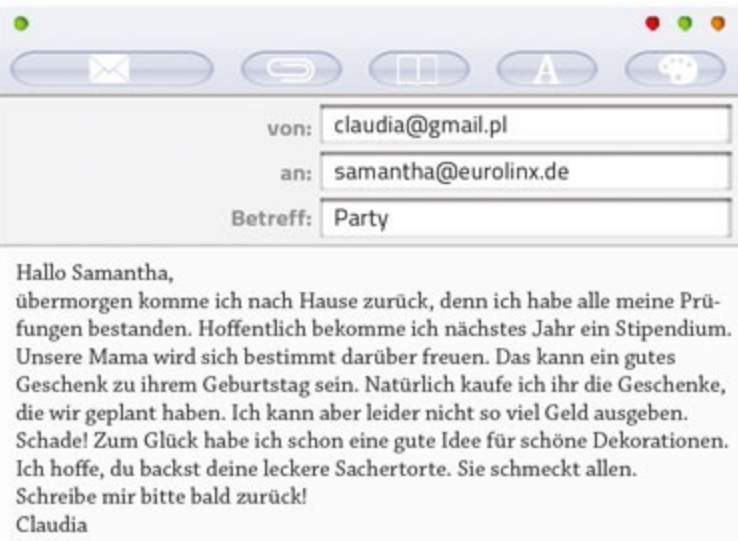 A
von: claudia@gmail.pl
an: samantha@eurolinx.de
Betreff: Party
Hallo Samantha,
übermorgen komme ich nach Hause zurück, denn ich habe alle meine Prü-
fungen bestanden. Hoffentlich bekomme ich nächstes Jahr ein Stipendium.
Unsere Mama wird sich bestimmt darüber freuen. Das kann ein gutes
Geschenk zu ihrem Geburtstag sein. Natürlich kaufe ich ihr die Geschenke,
die wir geplant haben. Ich kann aber leider nicht so viel Geld ausgeben.
Schade! Zum Glück habe ich schon eine gute Idee für schöne Dekorationen.
Ich hoffe, du backst deine leckere Sachertorte. Sie schmeckt allen.
Schreibe mir bitte bald zurück!
Claudia